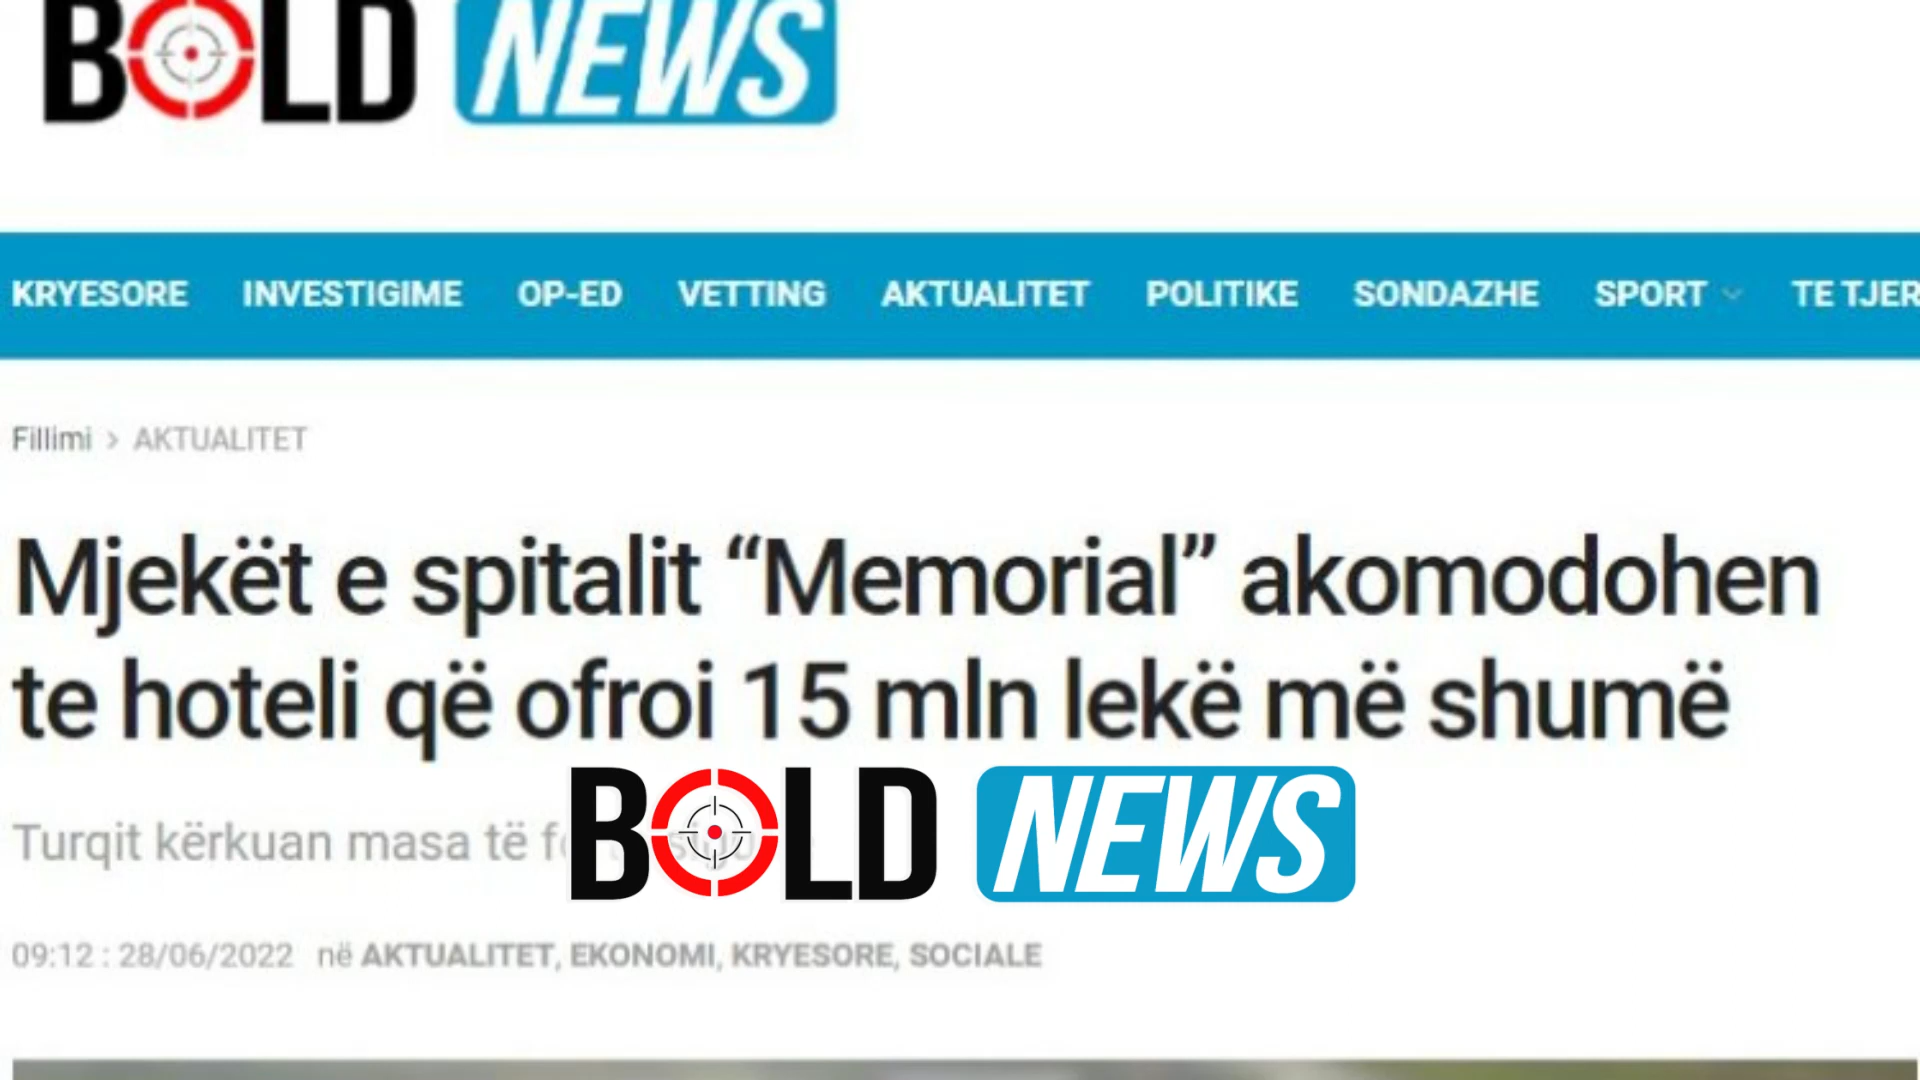 BOLD NEWS
KRYESORE INVESTIGIME OP-ED VETTING AKTUALITET POLITIKE SONDAZHE SPORT TE TJER
Fillimi > AKTUALITET
Mjekët e spitalit “Memorial” akomodohen
te hoteli që ofroi 15 mln lekë më shumë
BOLD NEWS
Turqit kërkuan masa të
09:12 : 28/06/2022 në AKTUALITET, EKONOMI, KRYESORE, SOCIALE